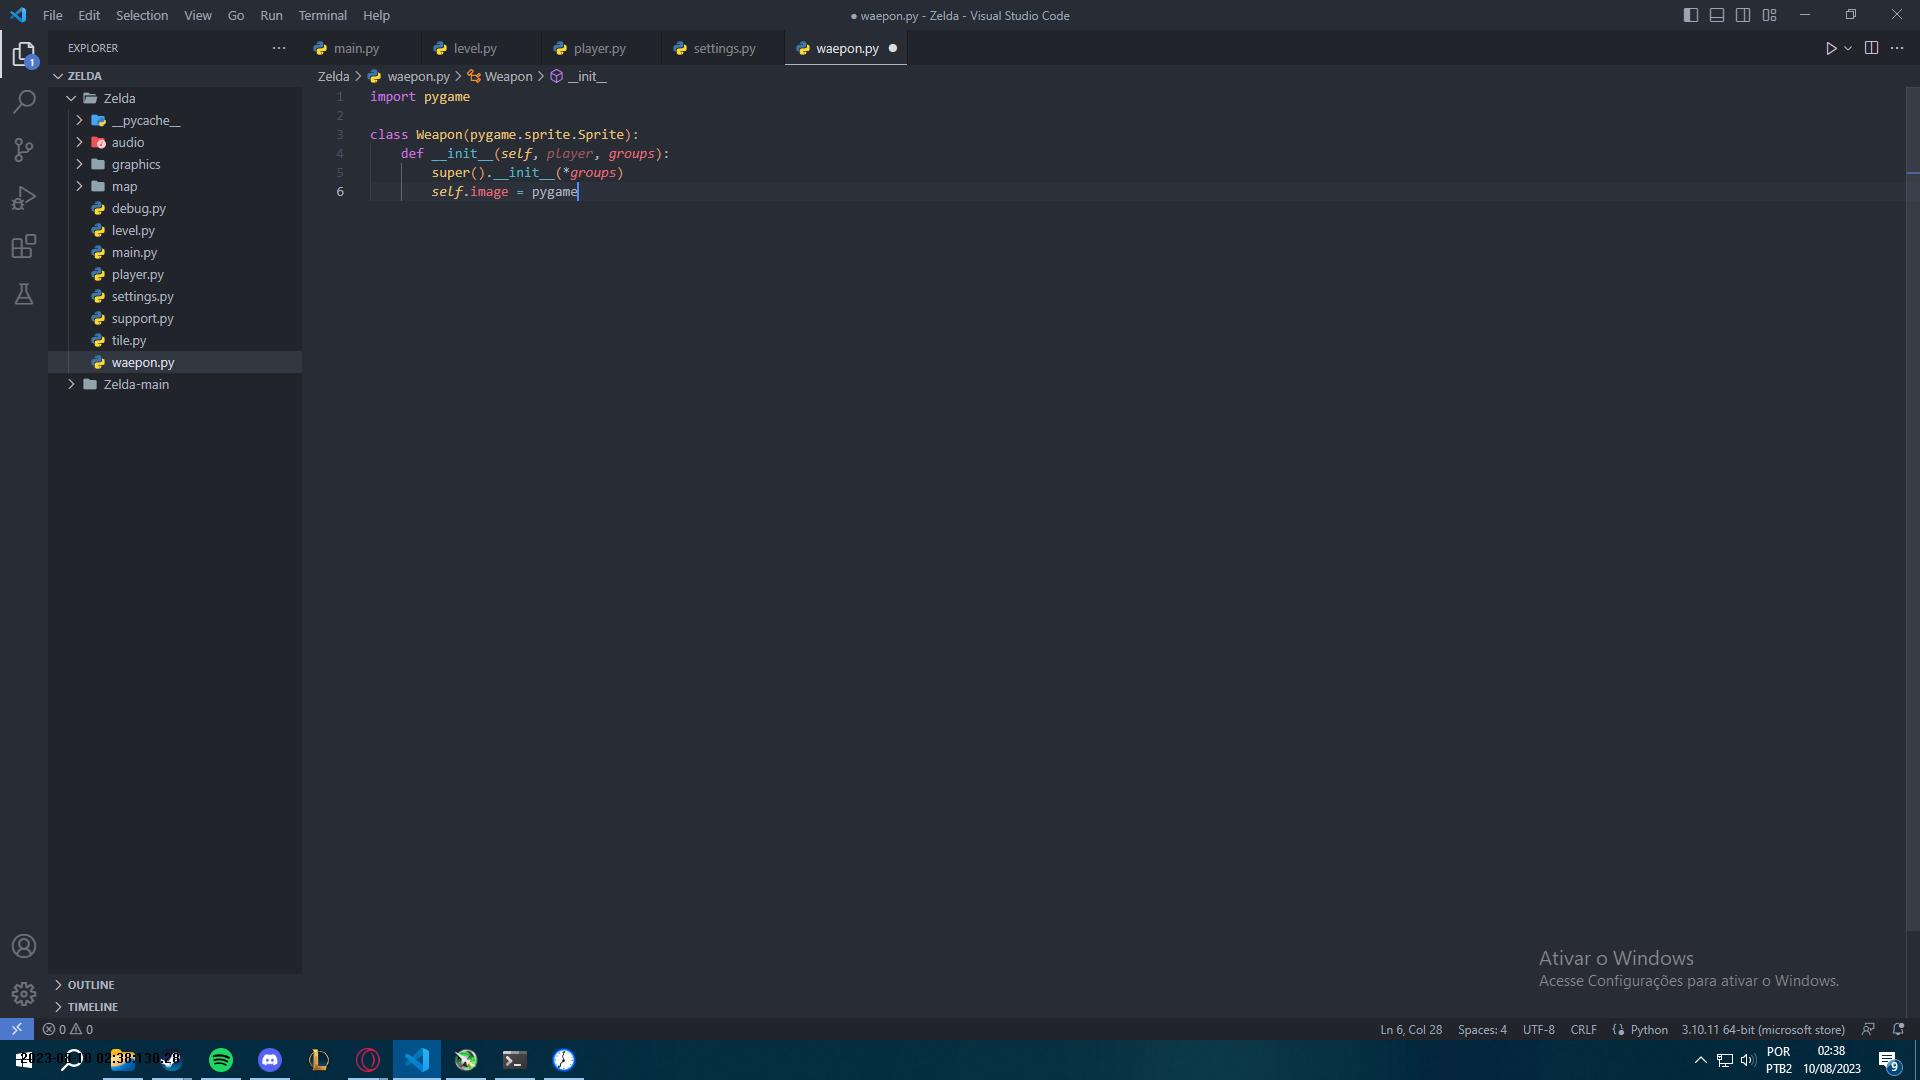 File Edit Selection View Go Run Terminal Help
● waepon.py - Zelda - Visual Studio Code
1
EXPLORER
main.py
level.py
player.py
settings.py
waepon.py
ZELDA
Zelda
__pycache__
audio
graphics
map
debug.py
level.py
main.py
player.py
settings.py
support.py
tile.py
waepon.py
Zelda-main
OUTLINE
TIMELINE
Zelda > waepon.py > Weapon > __init__
1 import pygame
2
3 class Weapon(pygame.sprite.Sprite):
4 def __init__(self, player, groups):
5 super().__init__(*groups)
6 self.image = pygame
Ativar o Windows
Acesse Configurações para ativar o Windows.
0 0
Ln 6, Col 28 Spaces: 4 UTF-8 CRLF Python 3.10.11 64-bit (microsoft store)
POR
PTB2
02:38
10/08/2023
9